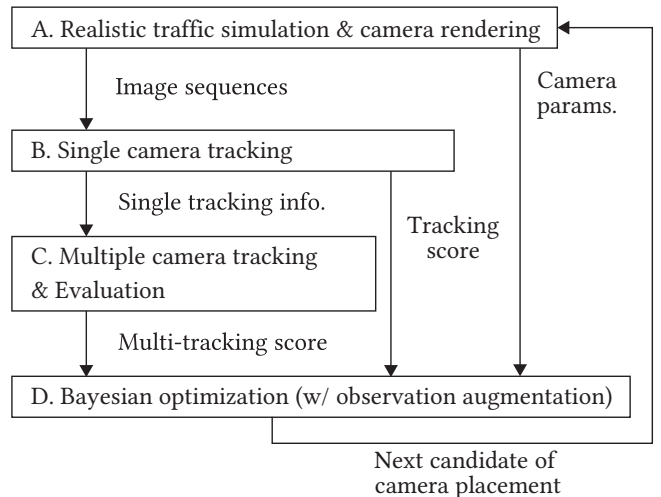 A. Realistic traffic simulation & camera rendering
Image sequences
Camera
params.
B. Single camera tracking
Single tracking info.
Tracking
score
C. Multiple camera tracking
& Evaluation
Multi-tracking score
D. Bayesian optimization (w/ observation augmentation)
Next candidate of
camera placement